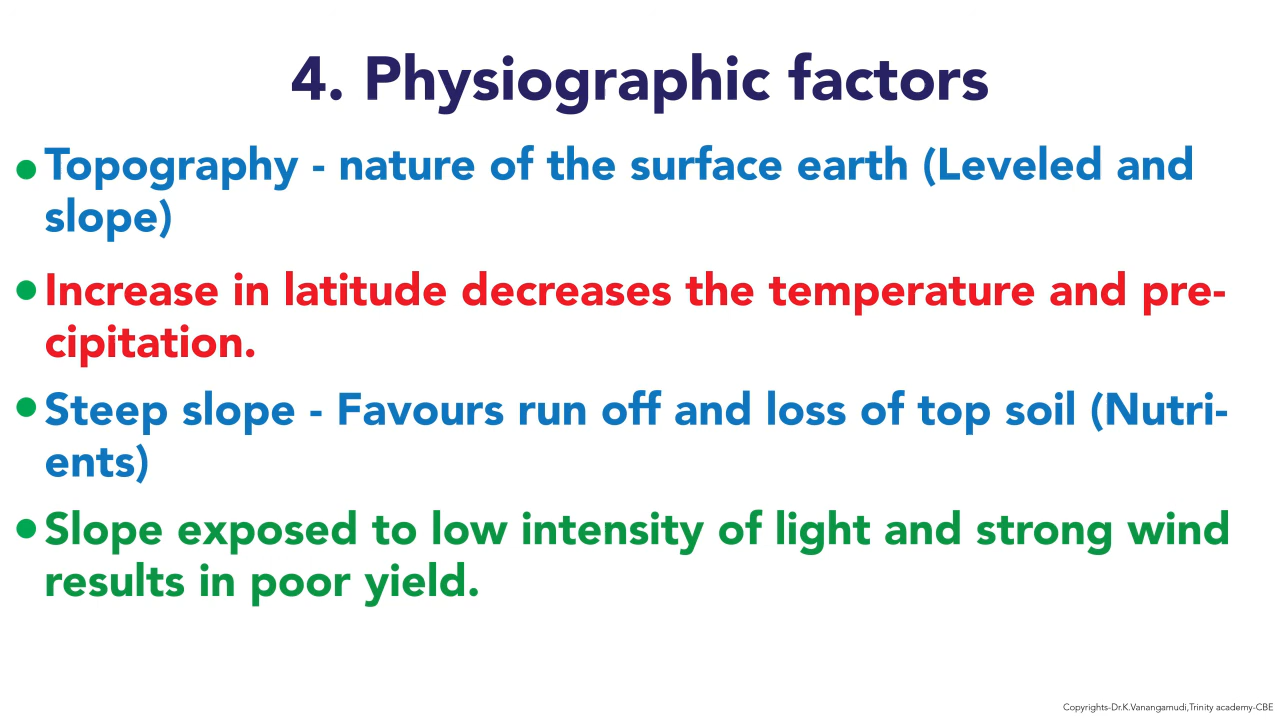 4. Physiographic factors
• Topography - nature of the surface earth (Leveled and
slope)
• Increase in latitude decreases the temperature and pre-
cipitation.
• Steep slope - Favours run off and loss of top soil (Nutri-
ents)
• Slope exposed to low intensity of light and strong wind
results in poor yield.
Copyrights-Dr.K.Vanangamudi,Trinity academy-CBE